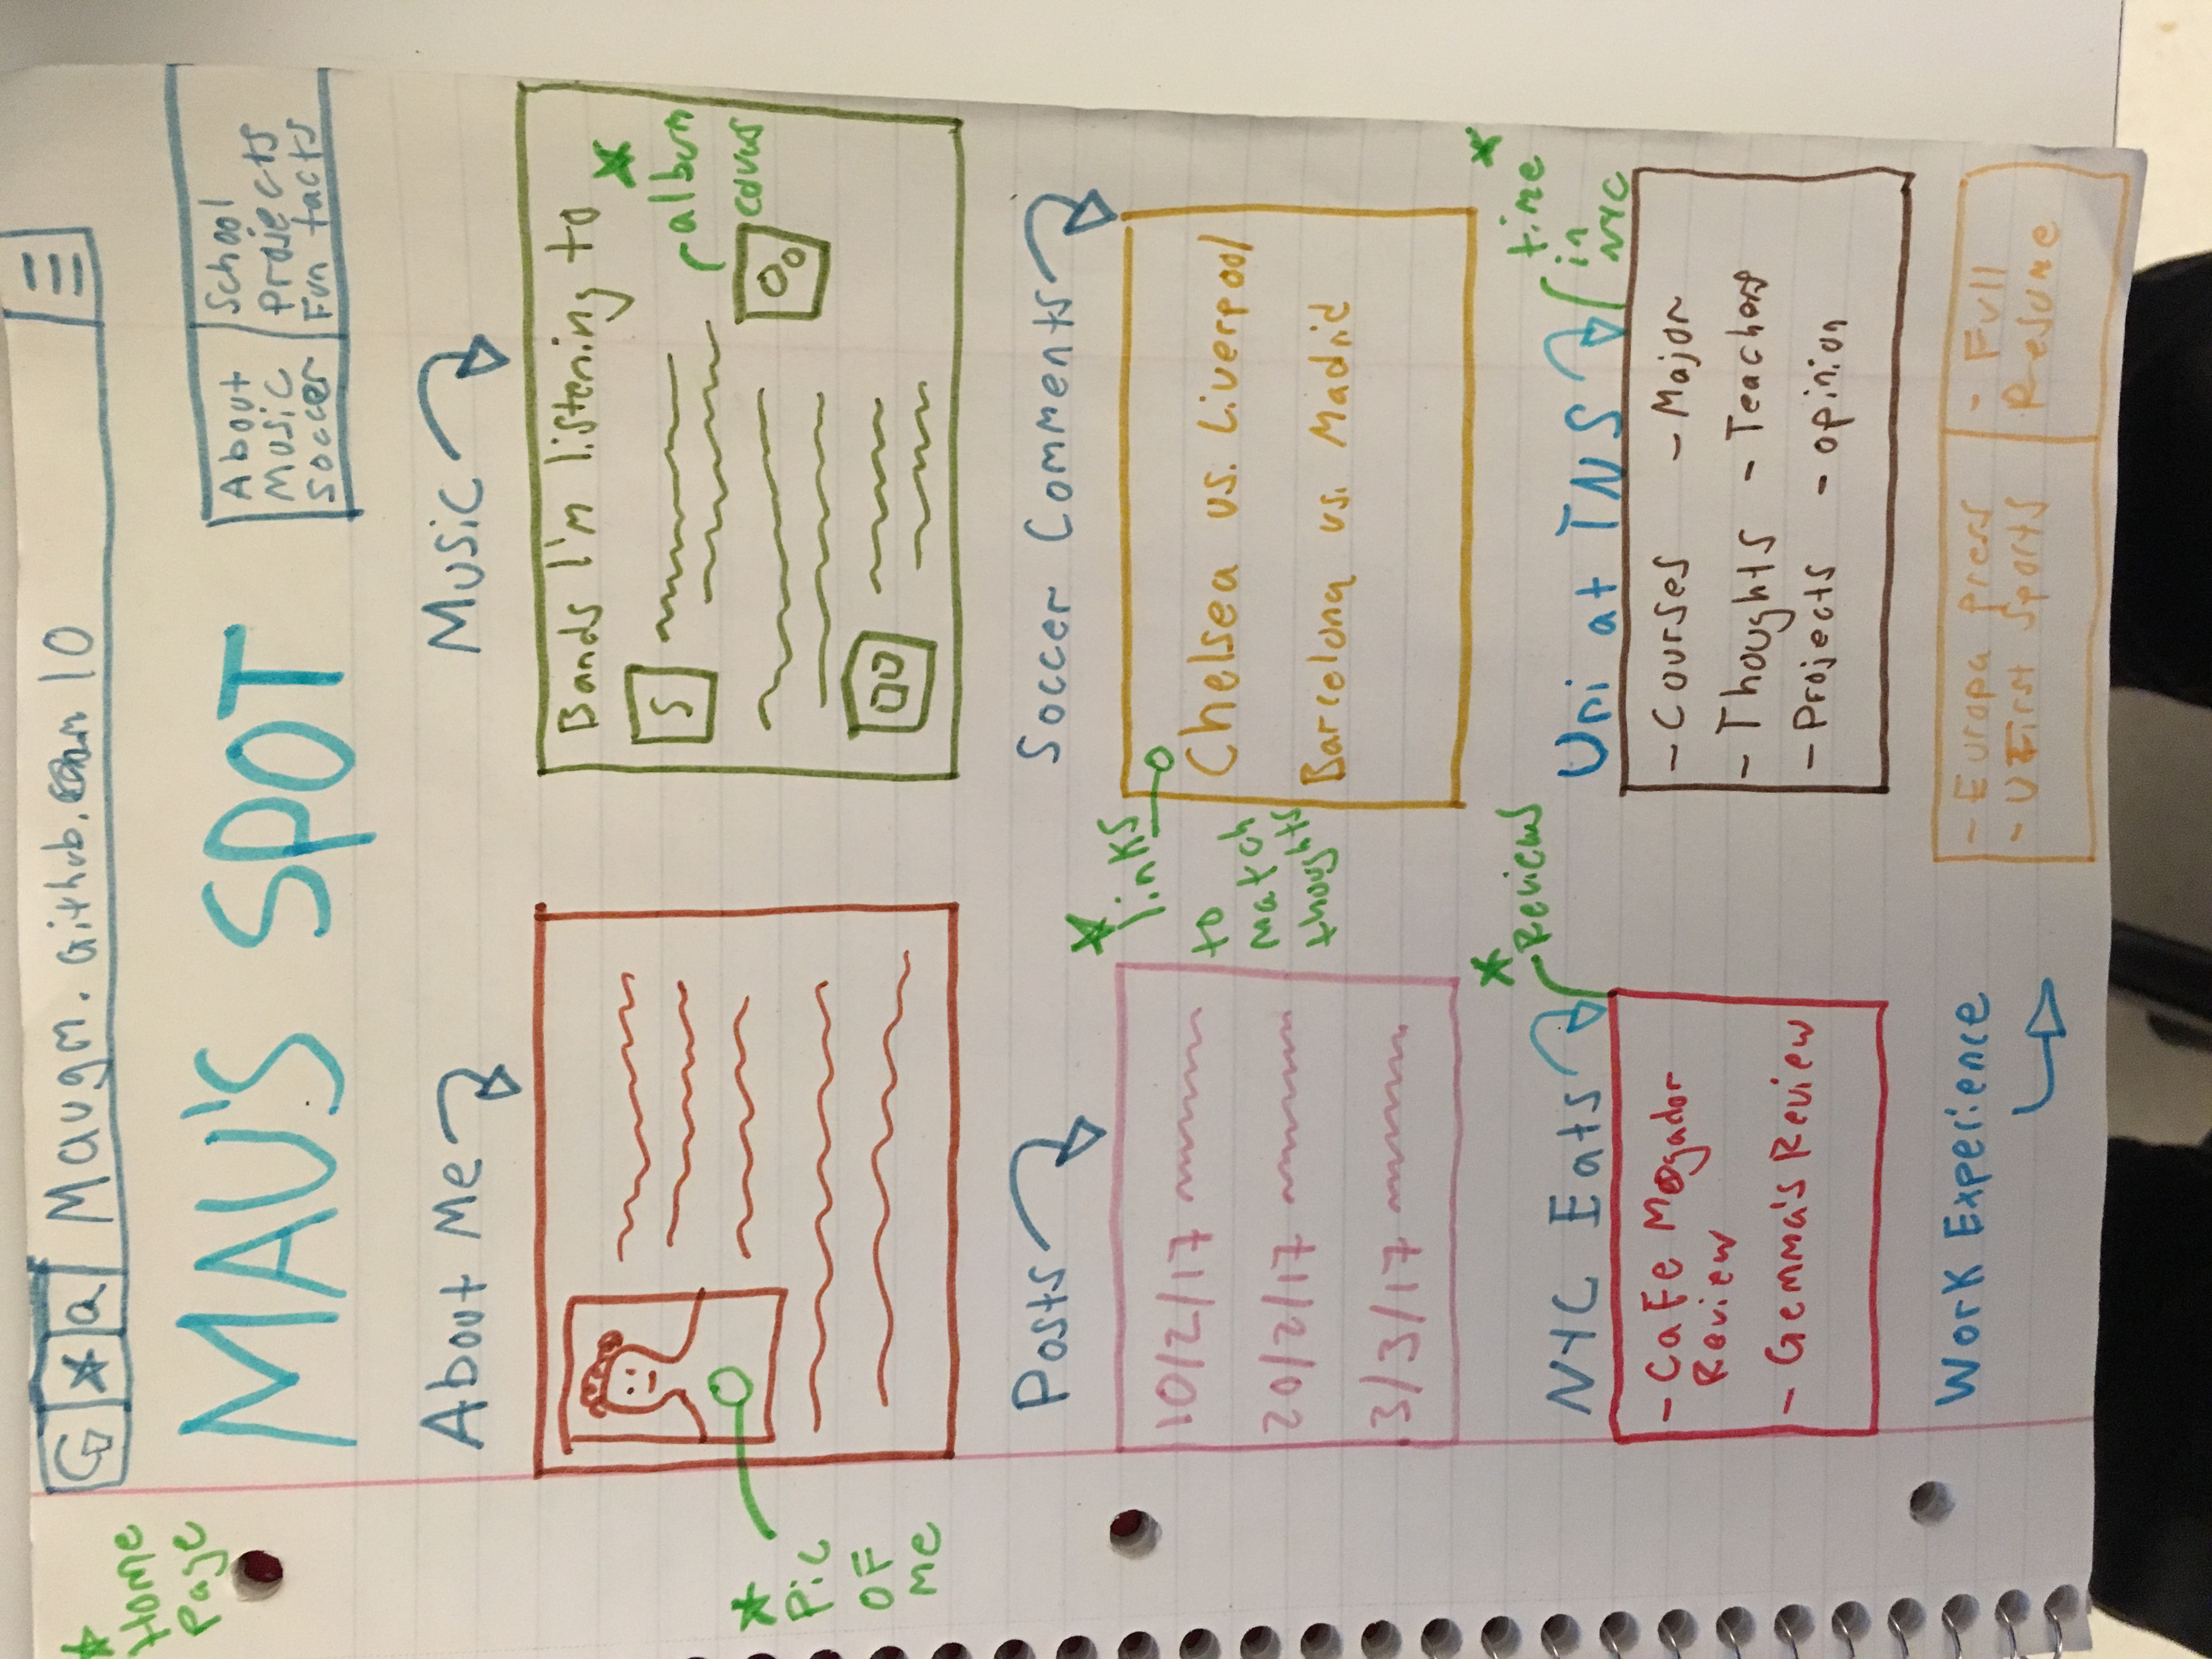 Home
Page
a
Maugm. Github. 10
MAU'S SPOT
About
Music
Soccer
School
Projects
Fun facts
About Me
Music
Bands I'm listening to
S
album
covers
Pic
OF
Me
Posts
Soccer Comments
10/2/17
20/2/17
3/3/17
links
to
match
thoughts
Chelsea vs. Liverpool
Barcelona vs. Madrid
NYC Eats
Reviews
Uni at TNS
time
in
NYC
- CaFe Mogador
Review
- Gemma's Review
- Courses - Major
- Thoughts - Teachers
- Projects - opinion
Work Experience
- Europa press
- UFirst Sports
- Full
Resume